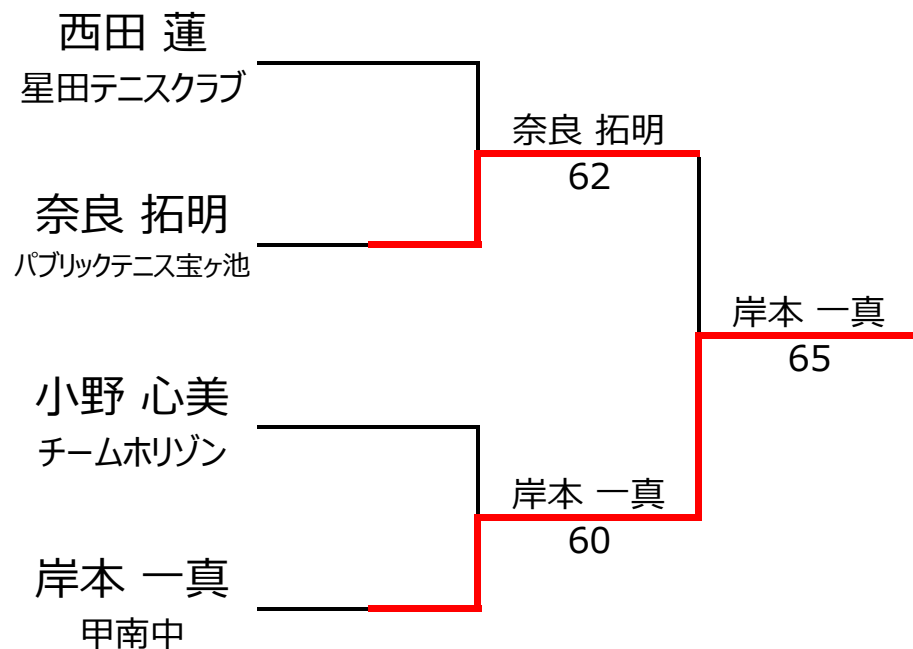 西田 蓮
星田テニスクラブ
奈良 拓明
62
奈良 拓明
パブリックテニス宝ヶ池
岸本 一真
65
小野 心美
チームホリゾン
岸本 一真
60
岸本 一真
甲南中